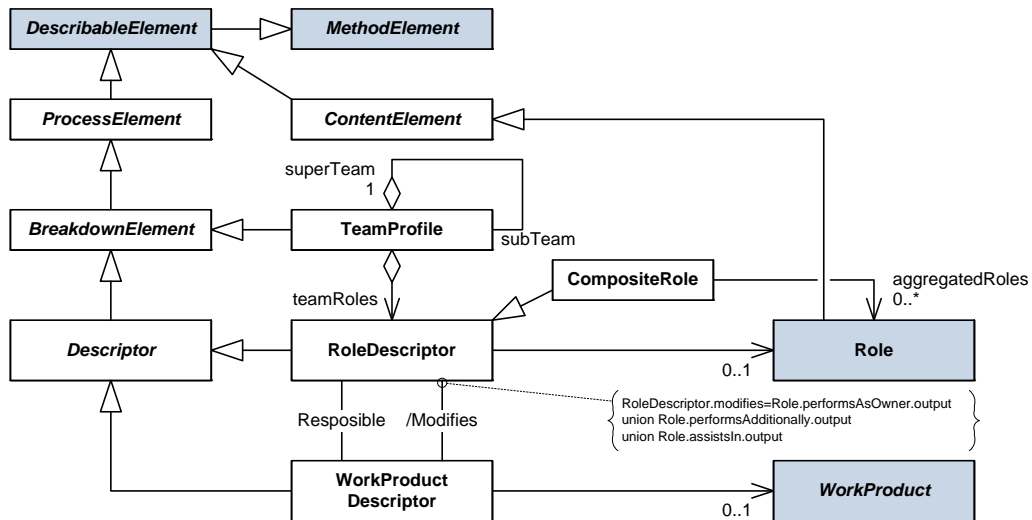 DescribableElement
MethodElement
ProcessElement
ContentElement
superTeam
1
BreakdownElement
TeamProfile
subTeam
CompositeRole
aggregatedRoles
0..*
teamRoles
Descriptor
RoleDescriptor
0..1
Role
Resposible
/Modifies
RoleDescriptor.modifies=Role.performsAsOwner.output
union Role.performsAdditionally.output
union Role.assistsIn.output
WorkProduct
Descriptor
0..1
WorkProduct